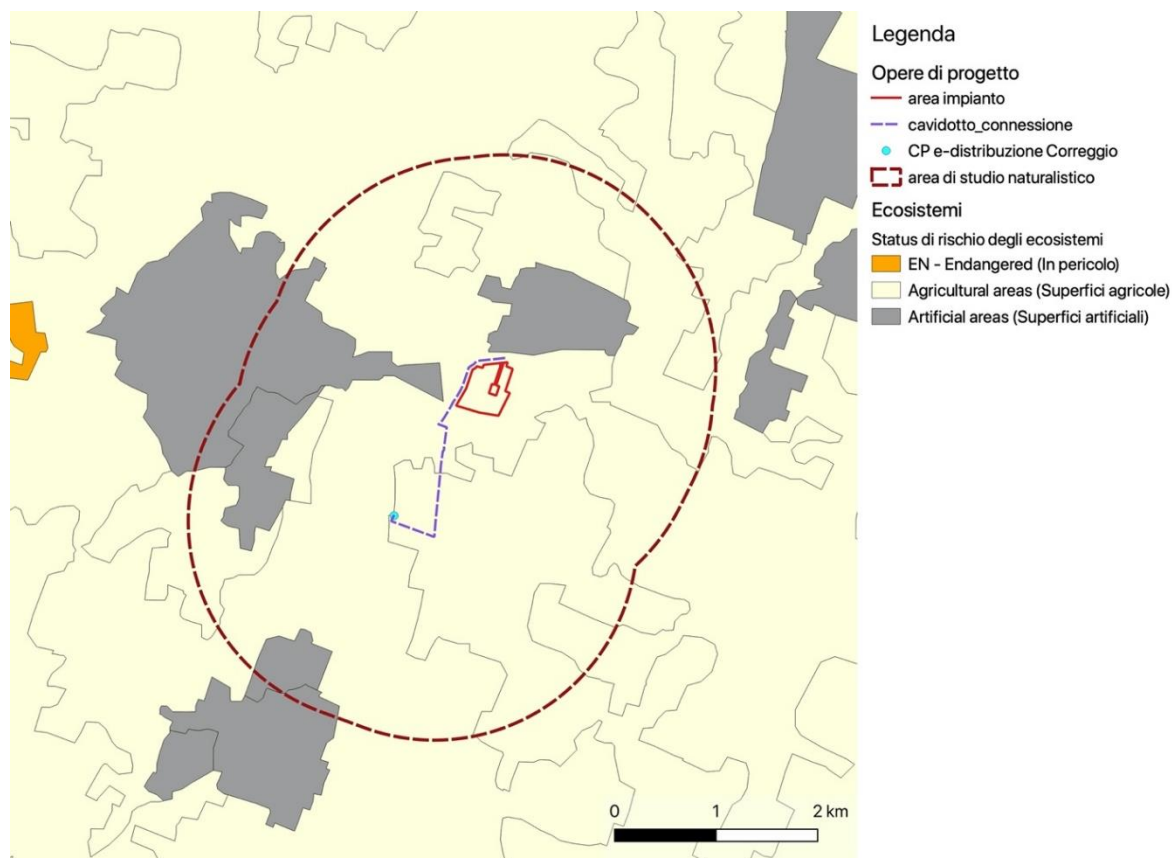 Legenda
Opere di progetto
area impianto
cavidotto_connessione
CP e-distribuzione Correggio
area di studio naturalistico
Ecosistemi
Status di rischio degli ecosistemi
EN - Endangered (In pericolo)
Agricultural areas (Superfici agricole)
Artificial areas (Superfici artificiali)
0 1 2 km